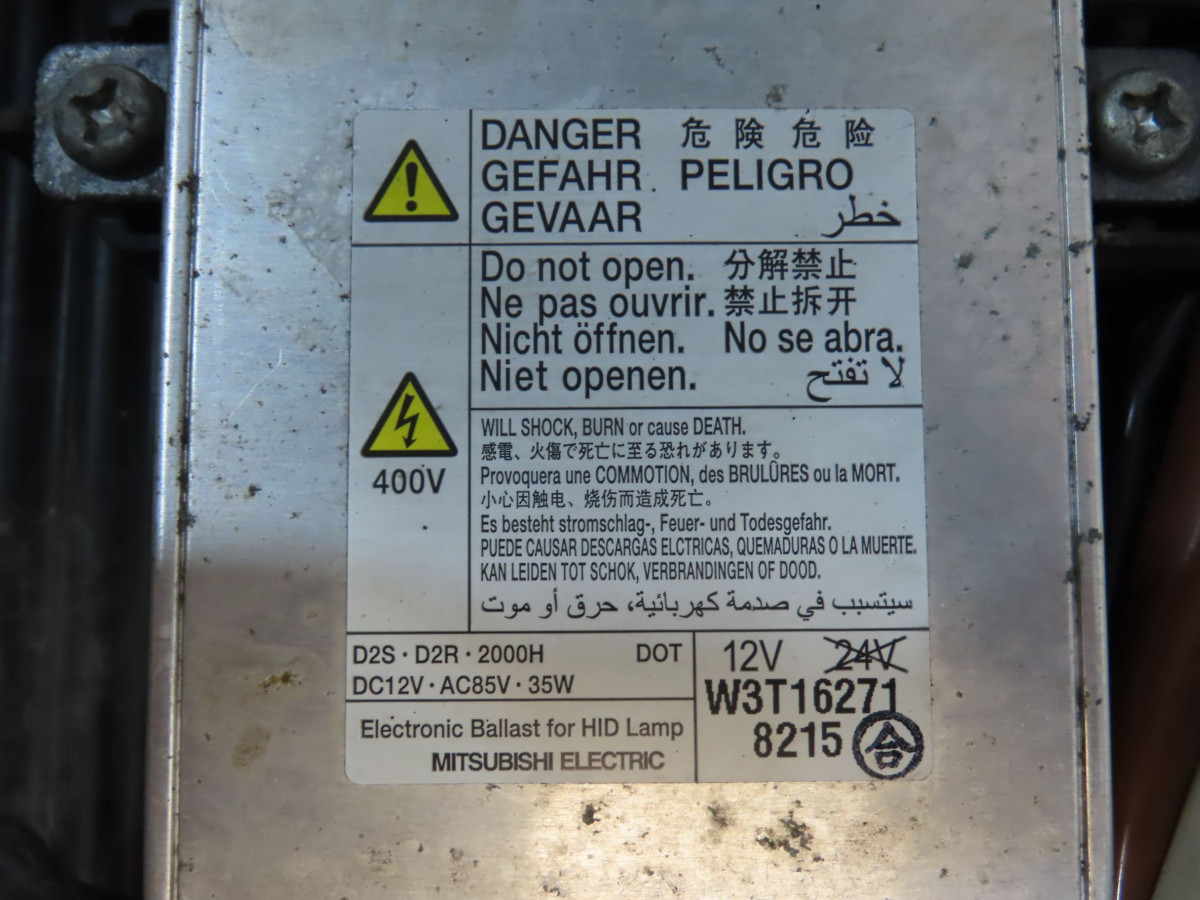 DANGER 危 険 危 险
GEFAHR PELIGRO
GEVAAR خطر
Do not open. 分解禁止
Ne pas ouvrir. 禁止拆开
Nicht öffnen. No se abra.
Niet openen. لا تفتح
400V
WILL SHOCK, BURN or cause DEATH.
感電、火傷で死亡に至る恐れがあります。
Provoquera une COMMOTION, des BRULÛRES ou la MORT.
小心因触电、烧伤而造成死亡。
Es besteht stromschlag-, Feuer- und Todesgefahr.
PUEDE CAUSAR DESCARGAS ELCTRICAS, QUEMADURAS O LA MUERTE.
KAN LEIDEN TOT SCHOK, VERBRANDINGEN OF DOOD.
سيتسبب في صدمة كهربائية، حرق أو موت
D2S・D2R・2000H DOT
DC12V・AC85V・35W
Electronic Ballast for HID Lamp
MITSUBISHI ELECTRIC
12V 24V
W3T16271
8215 合